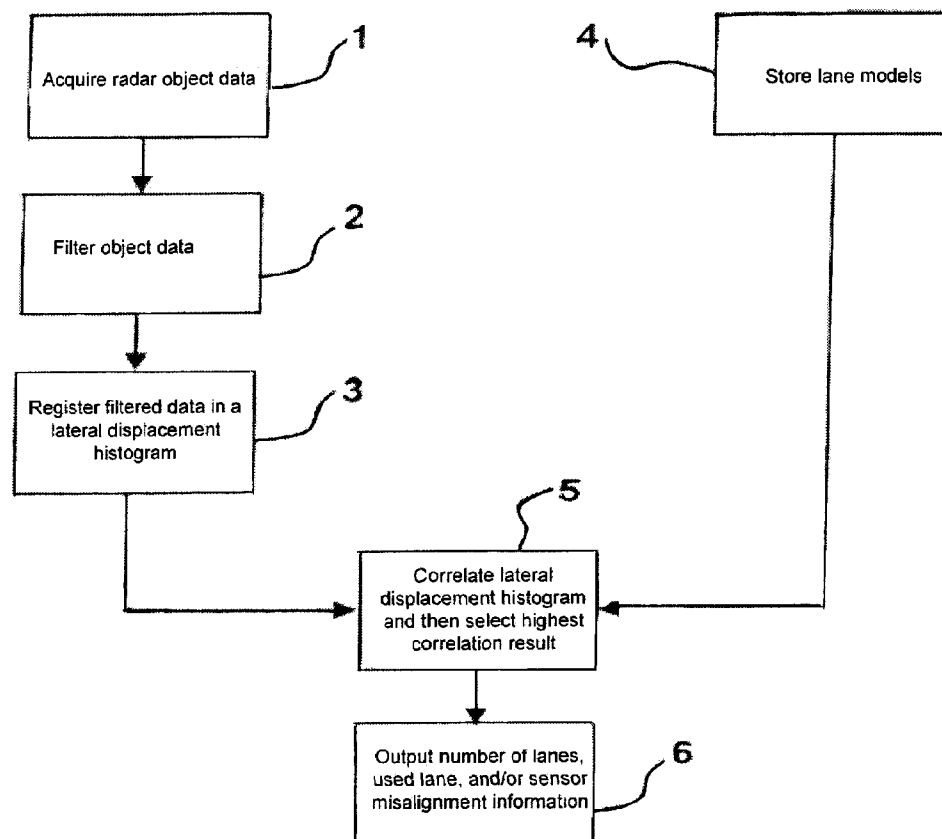 1
Acquire radar object data
4
Store lane models
2
Filter object data
3
Register filtered data in a
lateral displacement
histogram
5
Correlate lateral
displacement histogram
and then select highest
correlation result
6
Output number of lanes,
used lane, and/or sensor
misalignment information